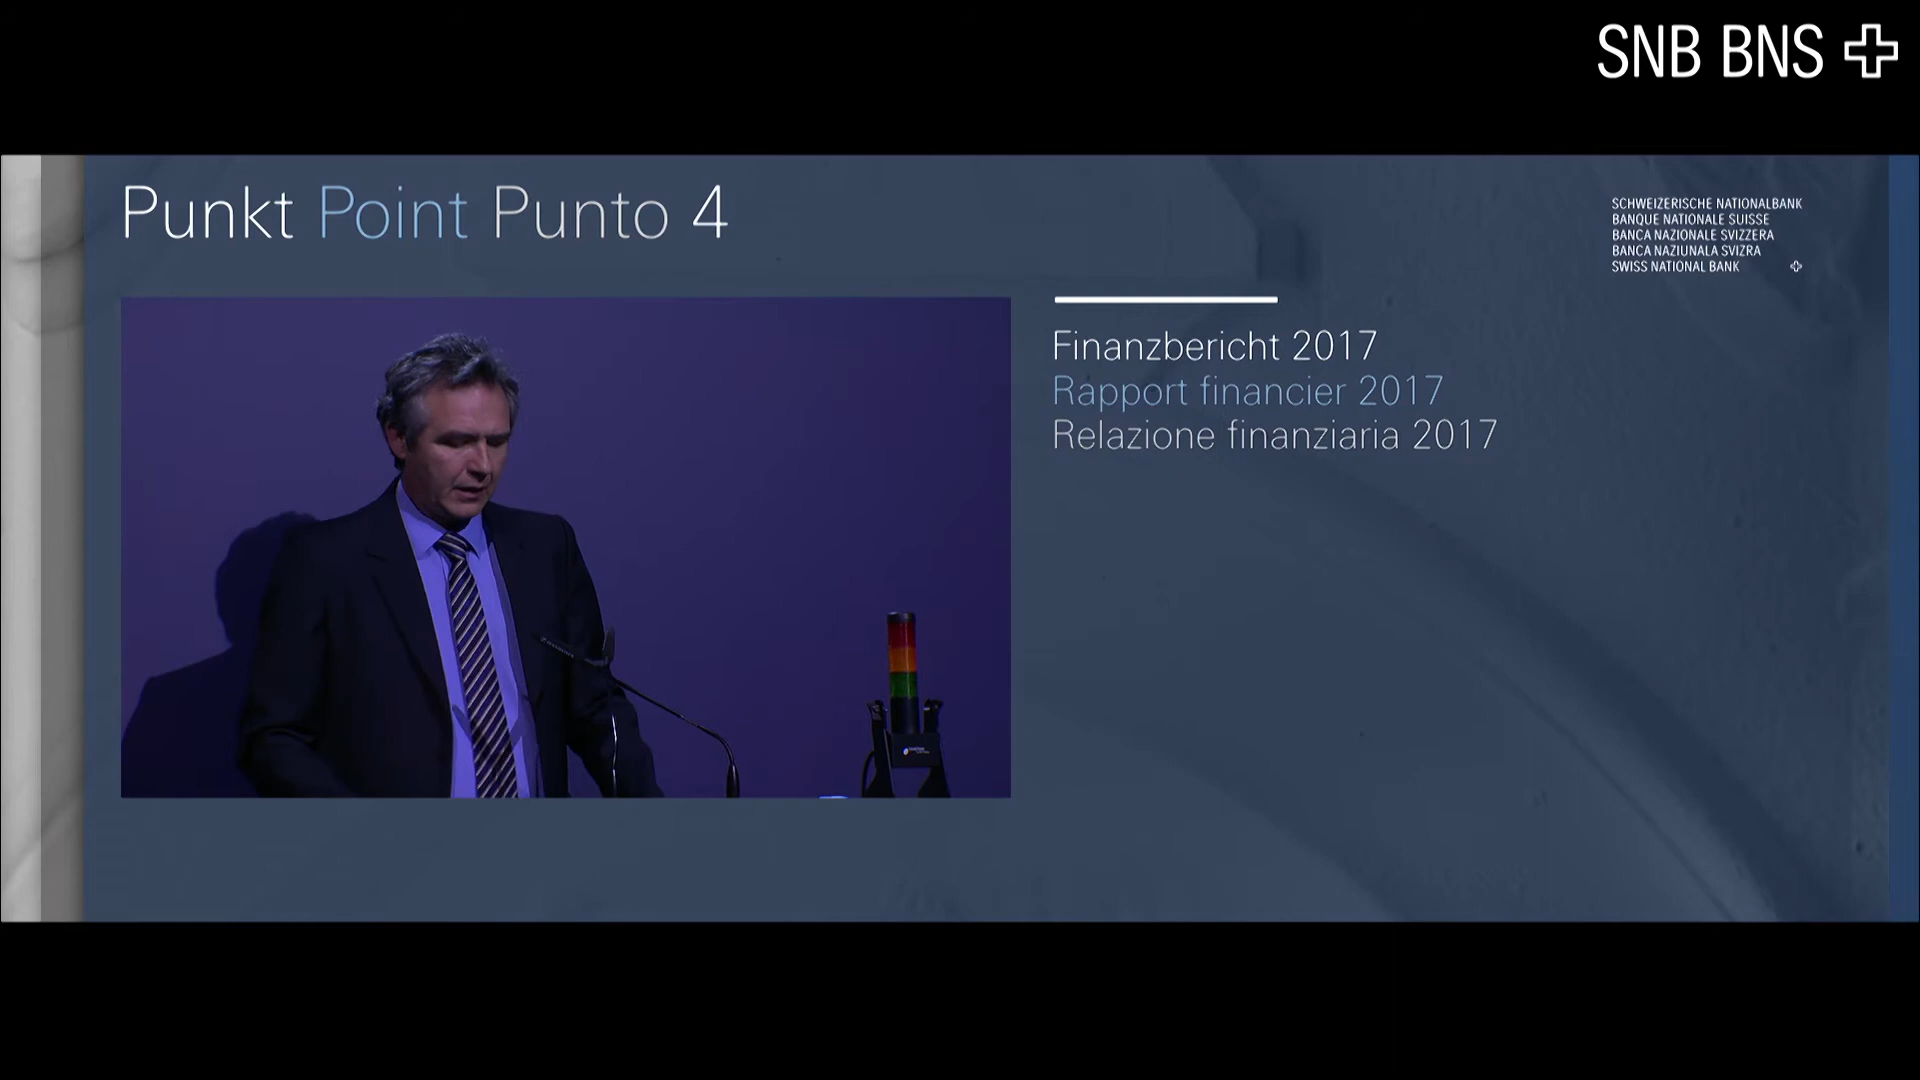 SNB BNS
Punkt Point Punto 4
SCHWEIZERISCHE NATIONALBANK
BANQUE NATIONALE SUISSE
BANCA NAZIONALE SVIZZERA
BANCA NAZIUNALA SVIZRA
SWISS NATIONAL BANK
Finanzbericht 2017
Rapport financier 2017
Relazione finanziaria 2017